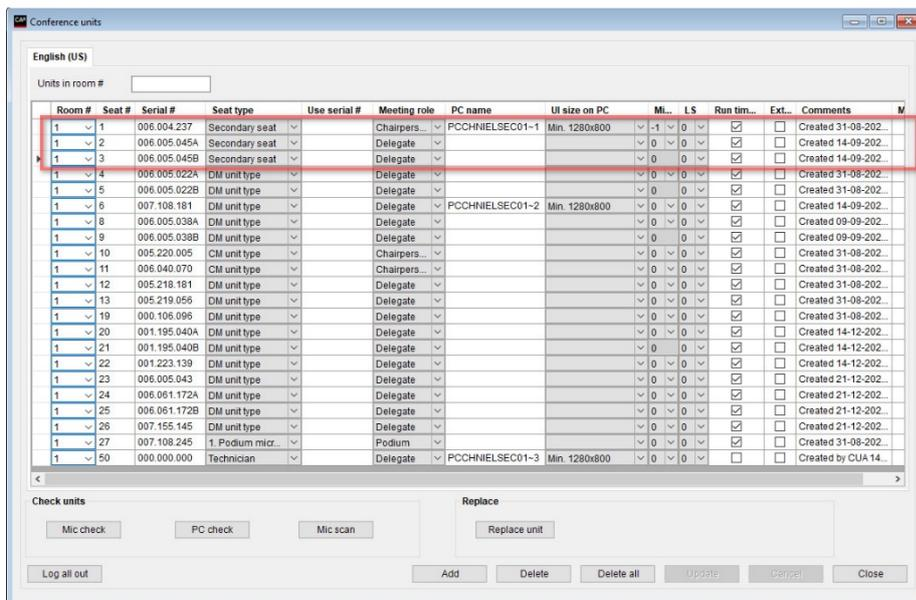 CAA Conference units
English (US)
Units in room #
Room # Seat # Serial # Seat type Use serial # Meeting role PC name UI size on PC Mi... LS Run tim... Ext... Comments M
1 1 006.004.237 Secondary seat Chairpers... PCCHNIELSEC01~1 Min. 1280x800 -1 0 Created 31-08-202...
1 2 006.005.045A Secondary seat Delegate 0 0 Created 14-09-202...
1 3 006.005.045B Secondary seat Delegate 0 0 Created 14-09-202...
1 4 006.005.022A DM unit type Delegate 0 0 Created 31-08-202...
1 5 006.005.022B DM unit type Delegate 0 0 Created 31-08-202...
1 6 007.108.181 DM unit type Delegate PCCHNIELSEC01~2 Min. 1280x800 0 0 Created 14-09-202...
1 8 006.005.038A DM unit type Delegate 0 0 Created 09-09-202...
1 9 006.005.038B DM unit type Delegate 0 0 Created 09-09-202...
1 10 005.220.005 CM unit type Chairpers... 0 0 Created 31-08-202...
1 11 006.040.070 CM unit type Chairpers... 0 0 Created 31-08-202...
1 12 005.218.181 DM unit type Delegate 0 0 Created 31-08-202...
1 13 005.219.056 DM unit type Delegate 0 0 Created 31-08-202...
1 19 000.106.096 DM unit type Delegate 0 0 Created 31-08-202...
1 20 001.195.040A DM unit type Delegate 0 0 Created 14-12-202...
1 21 001.195.040B DM unit type Delegate 0 0 Created 14-12-202...
1 22 001.223.139 DM unit type Delegate 0 0 Created 14-12-202...
1 23 006.005.043 DM unit type Delegate 0 0 Created 21-12-202...
1 24 006.061.172A DM unit type Delegate 0 0 Created 21-12-202...
1 25 006.061.172B DM unit type Delegate 0 0 Created 21-12-202...
1 26 007.155.145 DM unit type Delegate 0 0 Created 21-12-202...
1 27 007.108.245 1. Podium micr... Podium 0 0 Created 31-08-202...
1 50 000.000.000 Technician Delegate PCCHNIELSEC01~3 Min. 1280x800 0 0 Created by CUA 14...
Check units Replace
Mic check PC check Mic scan Replace unit
Log all out Add Delete Delete all Update Cancel Close